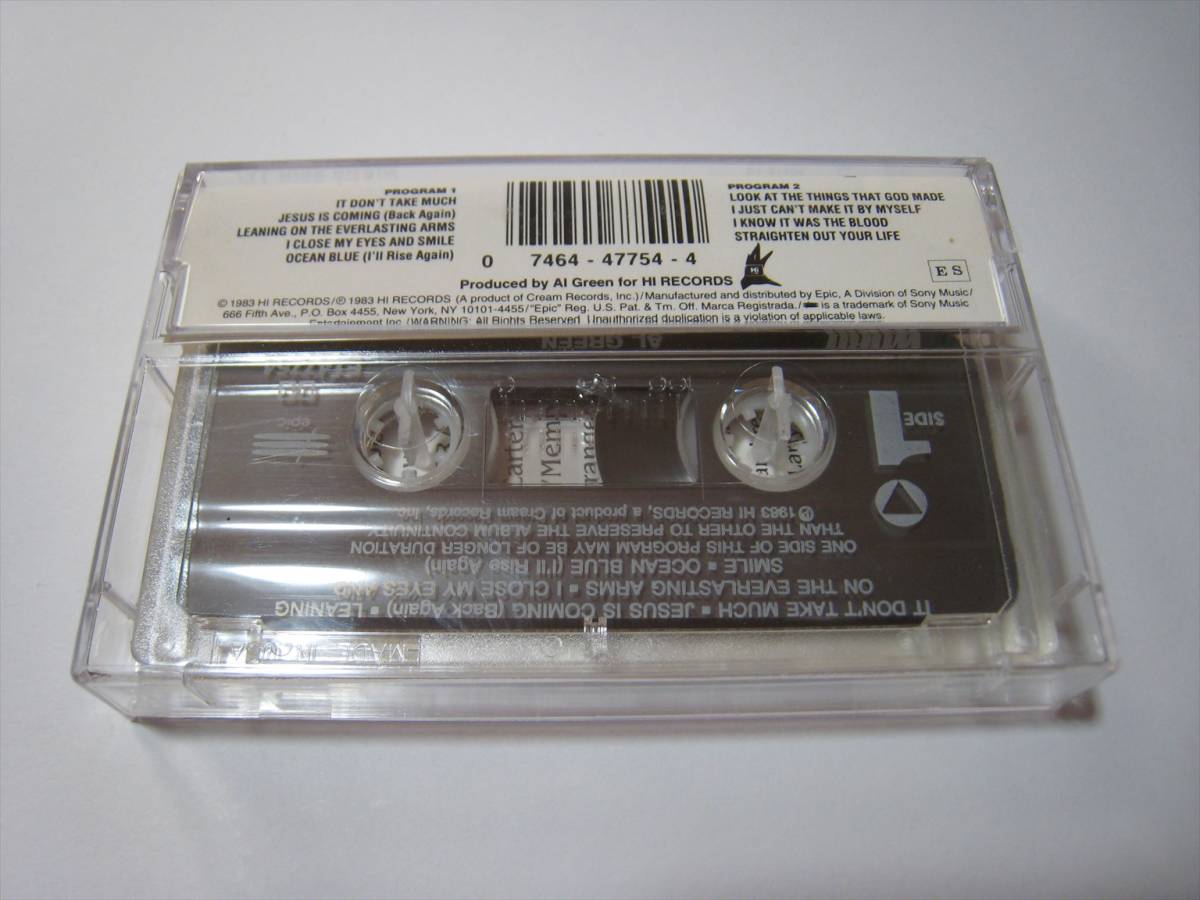 PROGRAM 1
IT DON'T TAKE MUCH
JESUS IS COMING (Back Again)
LEANING ON THE EVERLASTING ARMS
I CLOSE MY EYES AND SMILE
OCEAN BLUE (I'll Rise Again)
0 7464 - 47754 - 4
PROGRAM 2
LOOK AT THE THINGS THAT GOD MADE
I JUST CAN'T MAKE IT BY MYSELF
I KNOW IT WAS THE BLOOD
STRAIGHTEN OUT YOUR LIFE
Hi
ES
Produced by Al Green for HI RECORDS
© 1983 HI RECORDS/℗ 1983 HI RECORDS (A product of Cream Records, Inc.)/Manufactured and distributed by Epic, A Division of Sony Music/
666 Fifth Ave., P.O. Box 4455, New York, NY 10101-4455/"Epic" Reg. U.S. Pat. & Tm. Off. Marca Registrada./ is a trademark of Sony Music
Entertainment Inc./WARNING: All Rights Reserved. Unauthorized duplication is a violation of applicable laws.
AL GREEN
epic
SIDE
1
℗ 1983 HI RECORDS, a product of Cream Records, Inc.
THAN THE OTHER TO PRESERVE THE ALBUM CONTINUITY
ONE SIDE OF THIS PROGRAM MAY BE OF LONGER DURATION
SMILE • OCEAN BLUE (I'll Rise Again)
ON THE EVERLASTING ARMS • I CLOSE MY EYES AND
IT DON'T TAKE MUCH • JESUS IS COMING (Back Again) • LEANING